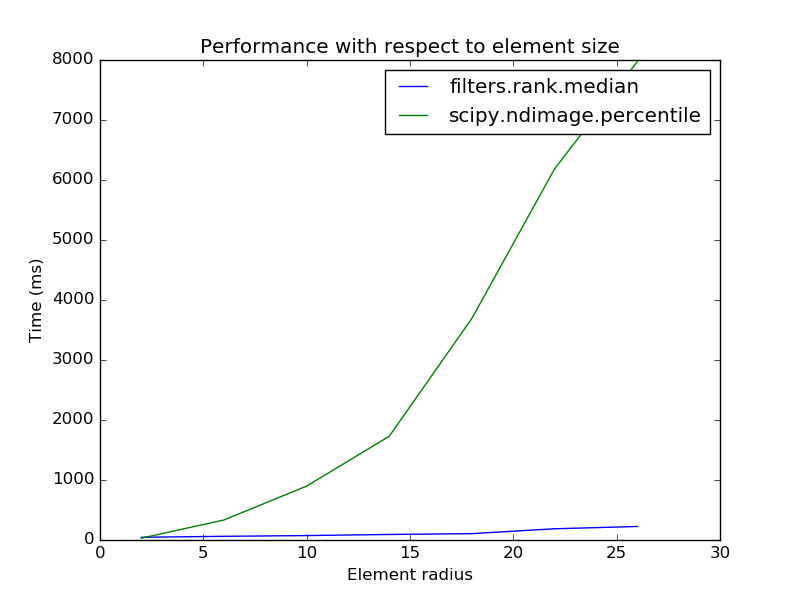 Performance with respect to element size
8000
7000
6000
5000
4000
3000
2000
1000
0
Time (ms)
filters.rank.median
scipy.ndimage.percentile
0 5 10 15 20 25 30
Element radius